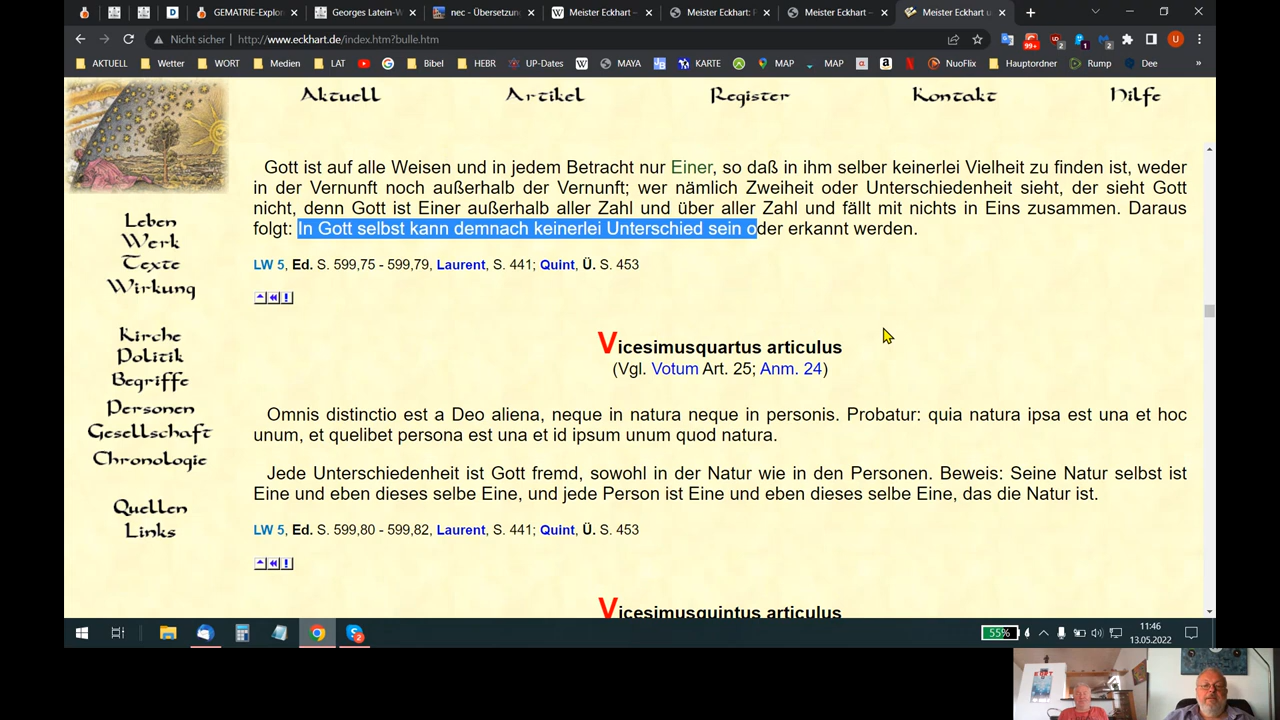 GEMATRIE-Explor
Georges Latein-W
nec - Übersetzun
Meister Eckhart –
Meister Eckhart: F
Meister Eckhart –
Meister Eckhart u
Nicht sicher | http://www.eckhart.de/index.htm?bulle.htm
AKTUELL Wetter WORT Medien LAT Bibel HEBR UP-Dates MAYA KARTE MAP MAP NuoFlix Hauptordner Rump Dee »
Aktuell Artikel Register Kontakt Hilfe
Leben
Werk
Texte
Wirkung
Kirche
Politik
Begriffe
Personen
Gesellschaft
Chronologie
Quellen
Links
Gott ist auf alle Weisen und in jedem Betracht nur Einer, so daß in ihm selber keinerlei Vielheit zu finden ist, weder
in der Vernunft noch außerhalb der Vernunft; wer nämlich Zweiheit oder Unterschiedenheit sieht, der sieht Gott
nicht, denn Gott ist Einer außerhalb aller Zahl und über aller Zahl und fällt mit nichts in Eins zusammen. Daraus
folgt: In Gott selbst kann demnach keinerlei Unterschied sein oder erkannt werden.
LW 5, Ed. S. 599,75 - 599,79, Laurent, S. 441; Quint, Ü. S. 453
Vicesimusquartus articulus
(Vgl. Votum Art. 25; Anm. 24)
Omnis distinctio est a Deo aliena, neque in natura neque in personis. Probatur: quia natura ipsa est una et hoc
unum, et quelibet persona est una et id ipsum unum quod natura.
Jede Unterschiedenheit ist Gott fremd, sowohl in der Natur wie in den Personen. Beweis: Seine Natur selbst ist
Eine und eben dieses selbe Eine, und jede Person ist Eine und eben dieses selbe Eine, das die Natur ist.
LW 5, Ed. S. 599,80 - 599,82, Laurent, S. 441; Quint, Ü. S. 453
Vicesimusquintus articulus
55%
11:46
13.05.2022